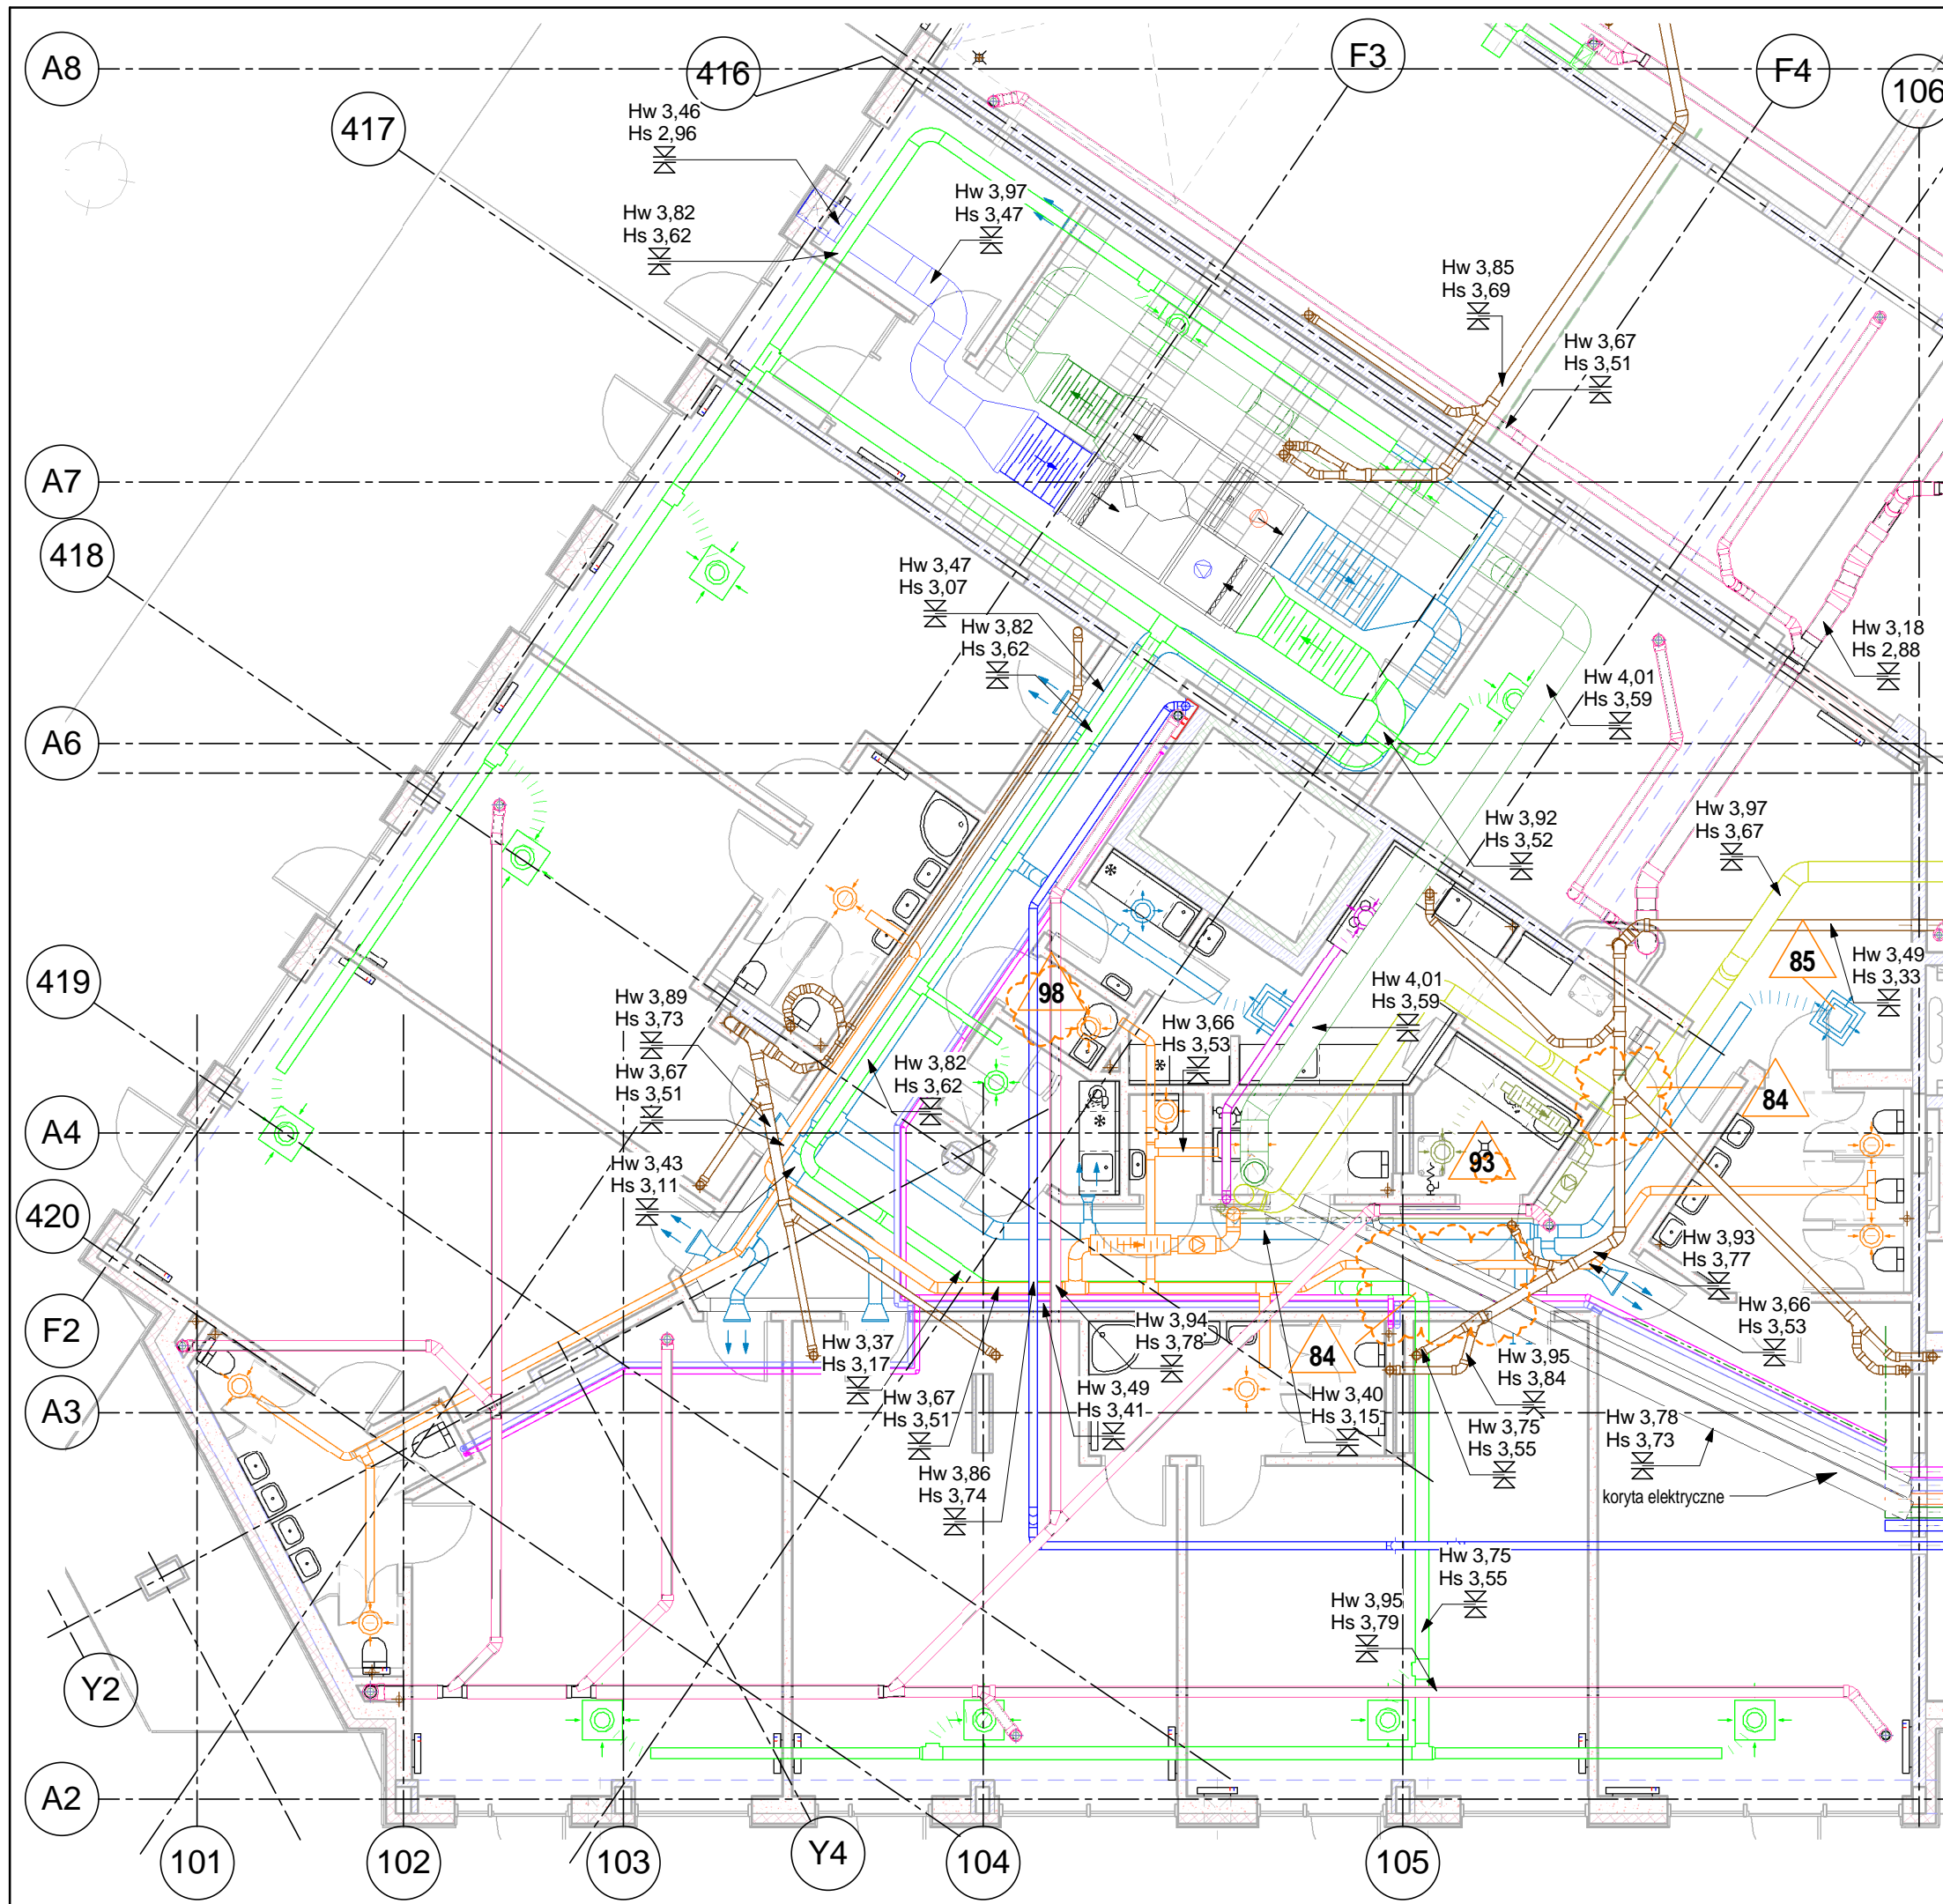 A8
416
F3
F4
106
417
Hw 3,46
Hs 2,96
Hw 3,97
Hs 3,47
Hw 3,82
Hs 3,62
Hw 3,85
Hs 3,69
Hw 3,67
Hs 3,51
A7
418
Hw 3,47
Hs 3,07
Hw 3,82
Hs 3,62
Hw 3,18
Hs 2,88
Hw 4,01
Hs 3,59
A6
Hw 3,92
Hs 3,52
Hw 3,97
Hs 3,67
419
98
85
Hw 3,49
Hs 3,33
Hw 3,89
Hs 3,73
Hw 4,01
Hs 3,59
Hw 3,66
Hs 3,53
Hw 3,67
Hs 3,51
Hw 3,82
Hs 3,62
84
A4
93
Hw 3,43
Hs 3,11
420
Hw 3,93
Hs 3,77
F2
Hw 3,66
Hs 3,53
Hw 3,94
Hs 3,78
84
Hw 3,37
Hs 3,17
Hw 3,95
Hs 3,84
A3
Hw 3,67
Hs 3,51
Hw 3,49
Hs 3,41
Hw 3,40
Hs 3,15
Hw 3,75
Hs 3,55
Hw 3,78
Hs 3,73
Hw 3,86
Hs 3,74
koryta elektryczne
Hw 3,75
Hs 3,55
Hw 3,95
Hs 3,79
Y2
A2
101
102
103
Y4
104
105